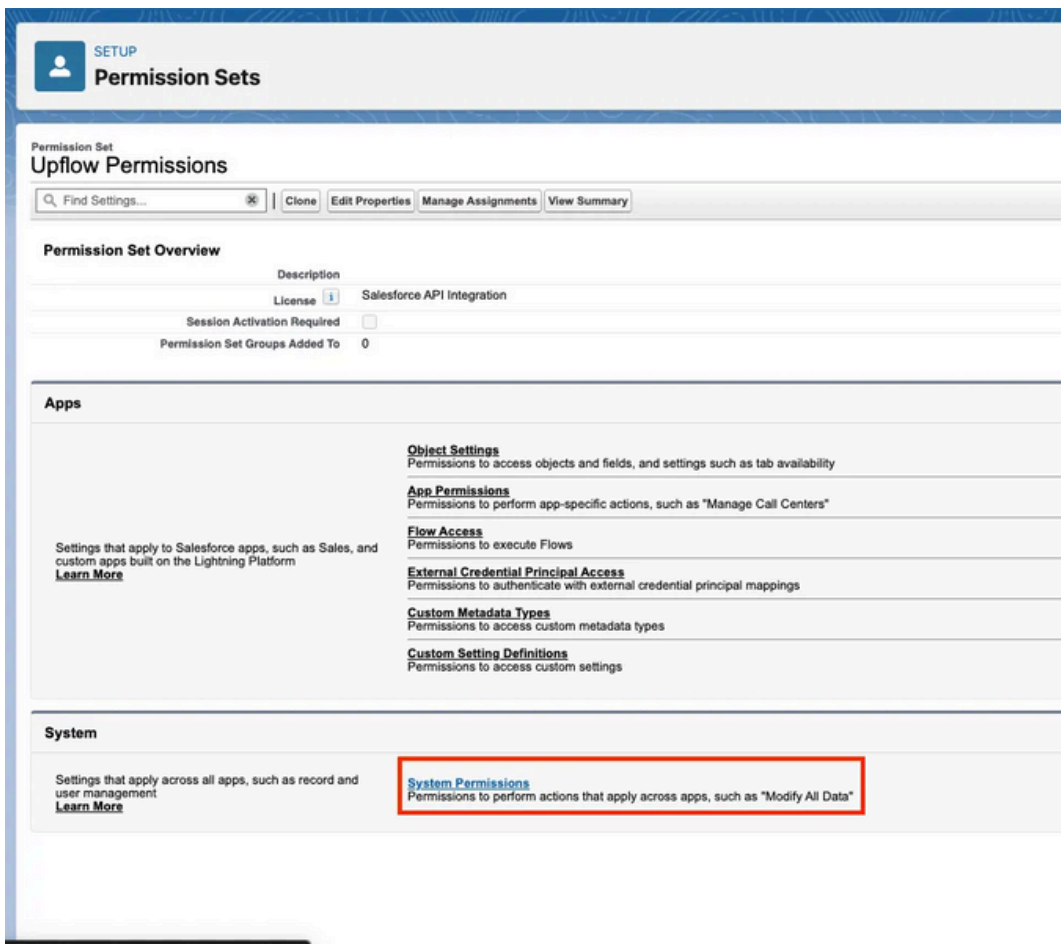 SETUP
Permission Sets
Permission Set
Upflow Permissions
Find Settings...
Clone
Edit Properties
Manage Assignments
View Summary
Permission Set Overview
Description
License i Salesforce API Integration
Session Activation Required
Permission Set Groups Added To 0
Apps
Settings that apply to Salesforce apps, such as Sales, and
custom apps built on the Lightning Platform
Learn More
Object Settings
Permissions to access objects and fields, and settings such as tab availability
App Permissions
Permissions to perform app-specific actions, such as "Manage Call Centers"
Flow Access
Permissions to execute Flows
External Credential Principal Access
Permissions to authenticate with external credential principal mappings
Custom Metadata Types
Permissions to access custom metadata types
Custom Setting Definitions
Permissions to access custom settings
System
Settings that apply across all apps, such as record and
user management
Learn More
System Permissions
Permissions to perform actions that apply across apps, such as "Modify All Data"